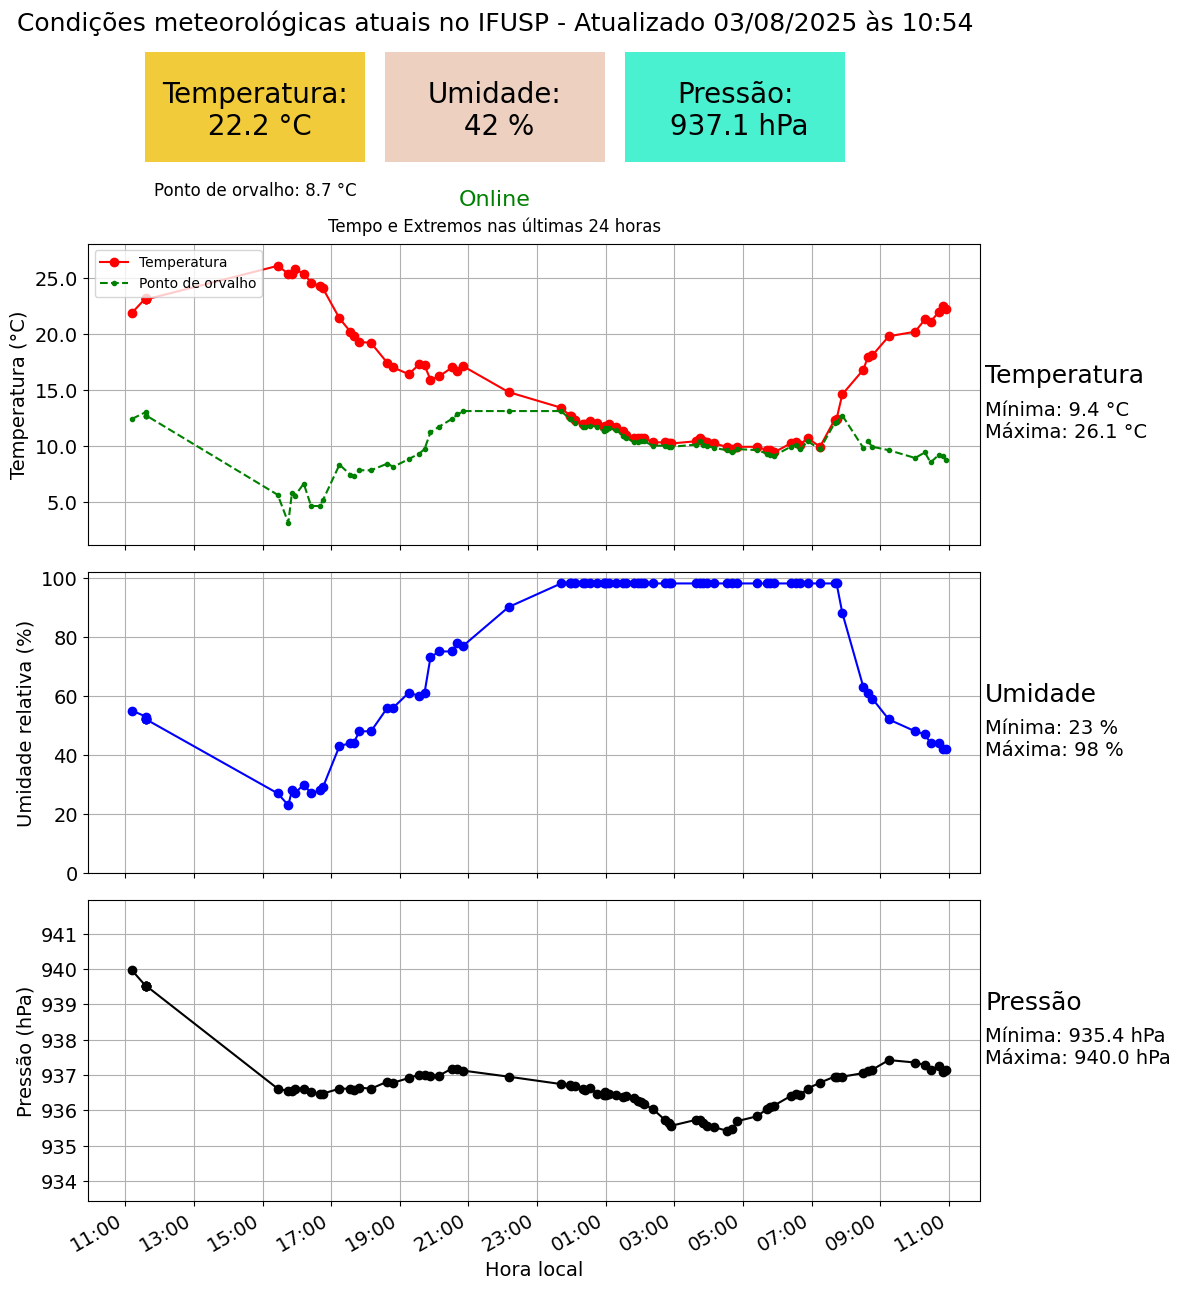 Condições meteorológicas atuais no IFUSP - Atualizado 03/08/2025 às 10:54
Temperatura:
22.2 °C
Umidade:
42 %
Pressão:
937.1 hPa
Ponto de orvalho: 8.7 °C
Online
Tempo e Extremos nas últimas 24 horas
Temperatura
Ponto de orvalho
Temperatura (°C)
25.0
20.0
15.0
10.0
5.0
Temperatura
Mínima: 9.4 °C
Máxima: 26.1 °C
Umidade relativa (%)
100
80
60
40
20
0
Umidade
Mínima: 23 %
Máxima: 98 %
Pressão (hPa)
941
940
939
938
937
936
935
934
Pressão
Mínima: 935.4 hPa
Máxima: 940.0 hPa
11:00 13:00 15:00 17:00 19:00 21:00 23:00 01:00 03:00 05:00 07:00 09:00 11:00
Hora local